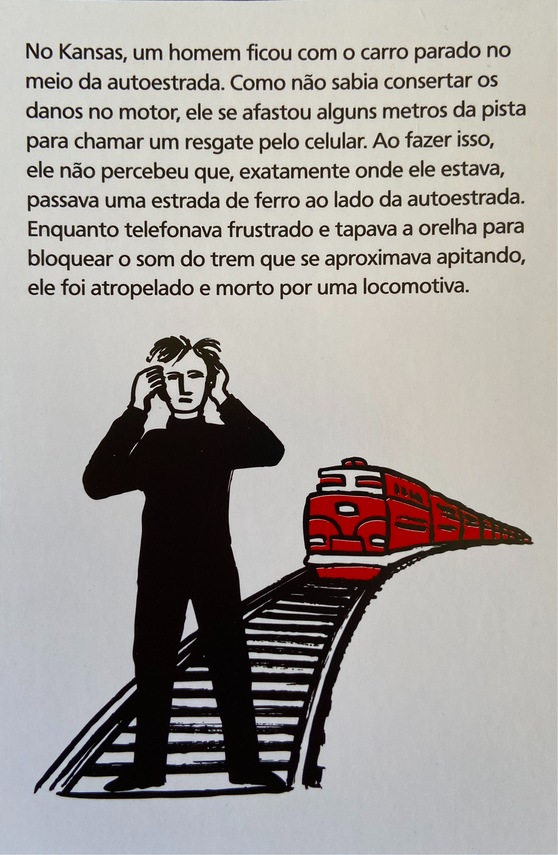 No Kansas, um homem ficou com o carro parado no
meio da autoestrada. Como não sabia consertar os
danos no motor, ele se afastou alguns metros da pista
para chamar um resgate pelo celular. Ao fazer isso,
ele não percebeu que, exatamente onde ele estava,
passava uma estrada de ferro ao lado da autoestrada.
Enquanto telefonava frustrado e tapava a orelha para
bloquear o som do trem que se aproximava apitando,
ele foi atropelado e morto por uma locomotiva.